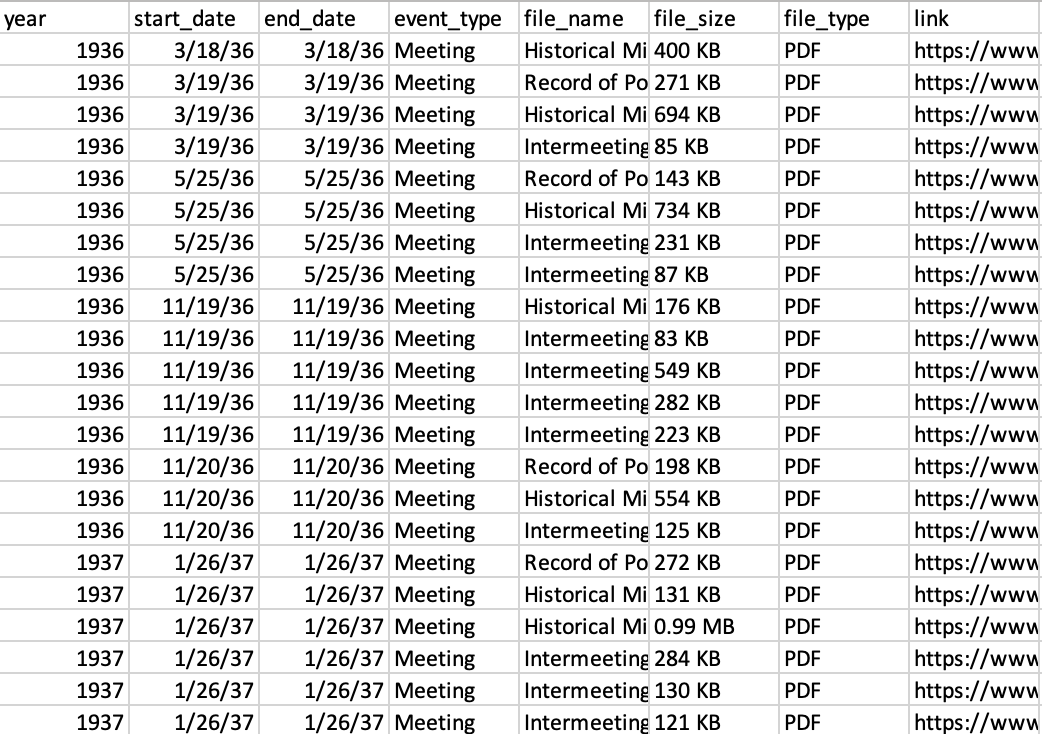 year start_date end_date event_type file_name file_size file_type link
1936 3/18/36 3/18/36 Meeting Historical Mi 400 KB PDF https://www
1936 3/19/36 3/19/36 Meeting Record of Po 271 KB PDF https://www
1936 3/19/36 3/19/36 Meeting Historical Mi 694 KB PDF https://www
1936 3/19/36 3/19/36 Meeting Intermeeting 85 KB PDF https://www
1936 5/25/36 5/25/36 Meeting Record of Po 143 KB PDF https://www
1936 5/25/36 5/25/36 Meeting Historical Mi 734 KB PDF https://www
1936 5/25/36 5/25/36 Meeting Intermeeting 231 KB PDF https://www
1936 5/25/36 5/25/36 Meeting Intermeeting 87 KB PDF https://www
1936 11/19/36 11/19/36 Meeting Historical Mi 176 KB PDF https://www
1936 11/19/36 11/19/36 Meeting Intermeeting 83 KB PDF https://www
1936 11/19/36 11/19/36 Meeting Intermeeting 549 KB PDF https://www
1936 11/19/36 11/19/36 Meeting Intermeeting 282 KB PDF https://www
1936 11/19/36 11/19/36 Meeting Intermeeting 223 KB PDF https://www
1936 11/20/36 11/20/36 Meeting Record of Po 198 KB PDF https://www
1936 11/20/36 11/20/36 Meeting Historical Mi 554 KB PDF https://www
1936 11/20/36 11/20/36 Meeting Intermeeting 125 KB PDF https://www
1937 1/26/37 1/26/37 Meeting Record of Po 272 KB PDF https://www
1937 1/26/37 1/26/37 Meeting Historical Mi 131 KB PDF https://www
1937 1/26/37 1/26/37 Meeting Historical Mi 0.99 MB PDF https://www
1937 1/26/37 1/26/37 Meeting Intermeeting 284 KB PDF https://www
1937 1/26/37 1/26/37 Meeting Intermeeting 130 KB PDF https://www
1937 1/26/37 1/26/37 Meeting Intermeeting 121 KB PDF https://www